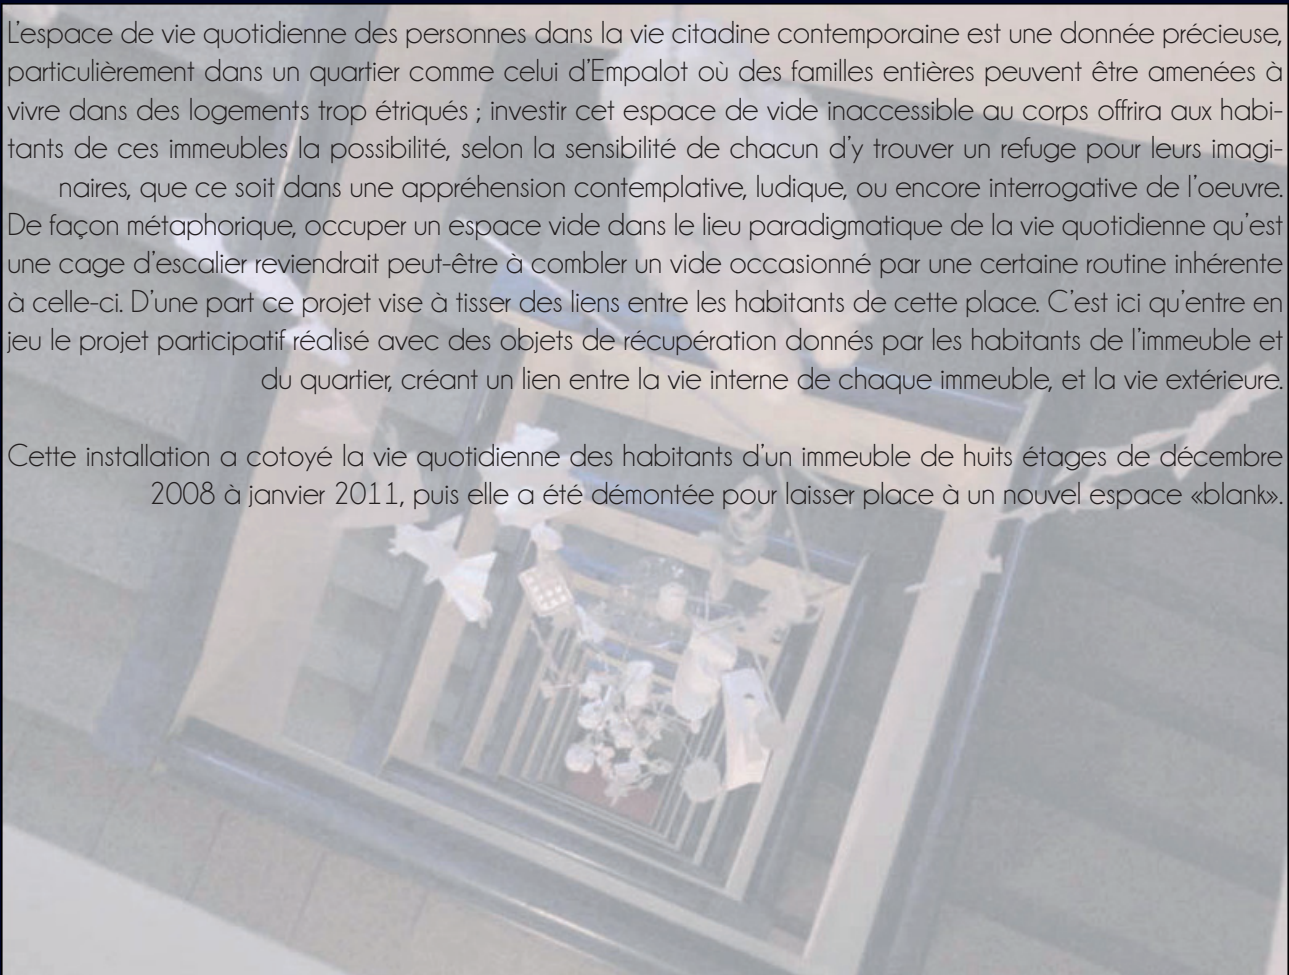 L'espace de vie quotidienne des personnes dans la vie citadine contemporaine est une donnée précieuse,
particulièrement dans un quartier comme celui d'Empalot où des familles entières peuvent être amenées à
vivre dans des logements trop étriqués ; investir cet espace de vide inaccessible au corps offrira aux habi-
tants de ces immeubles la possibilité, selon la sensibilité de chacun d'y trouver un refuge pour leurs imagi-
naires, que ce soit dans une appréhension contemplative, ludique, ou encore interrogative de l'oeuvre.
De façon métaphorique, occuper un espace vide dans le lieu paradigmatique de la vie quotidienne qu'est
une cage d'escalier reviendrait peut-être à combler un vide occasionné par une certaine routine inhérente
à celle-ci. D'une part ce projet vise à tisser des liens entre les habitants de cette place. C'est ici qu'entre en
jeu le projet participatif réalisé avec des objets de récupération donnés par les habitants de l'immeuble et
du quartier, créant un lien entre la vie interne de chaque immeuble, et la vie extérieure.
Cette installation a cotoyé la vie quotidienne des habitants d'un immeuble de huits étages de décembre
2008 à janvier 2011, puis elle a été démontée pour laisser place à un nouvel espace «blank».